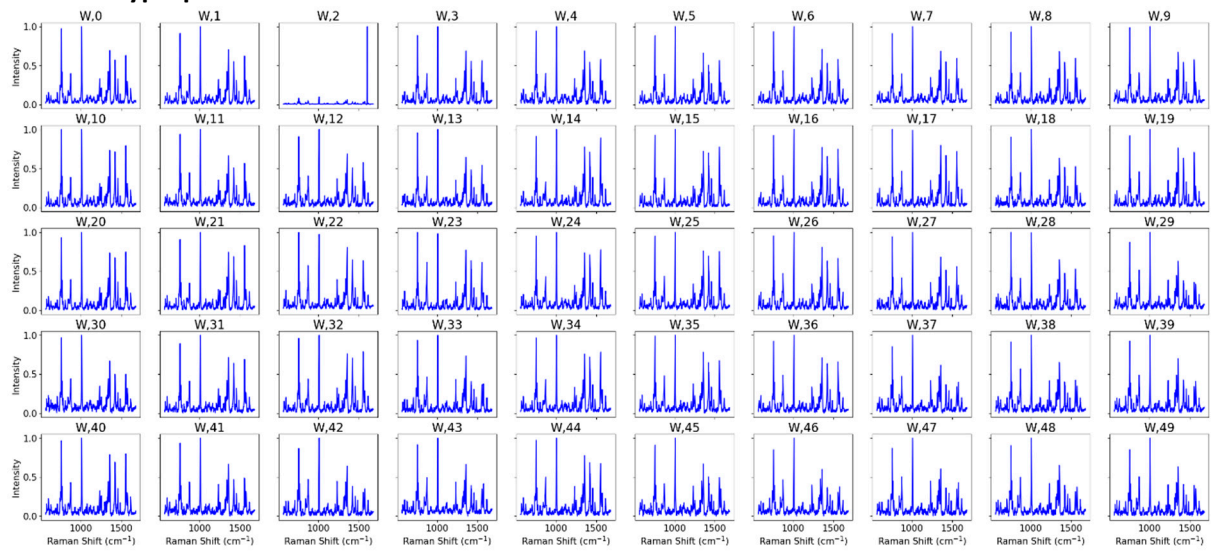 W,0 W,1 W,2 W,3 W,4 W,5 W,6 W,7 W,8 W,9
1.0
Intensity
0.5
0.0
W,10 W,11 W,12 W,13 W,14 W,15 W,16 W,17 W,18 W,19
1.0
Intensity
0.5
0.0
W,20 W,21 W,22 W,23 W,24 W,25 W,26 W,27 W,28 W,29
1.0
Intensity
0.5
0.0
W,30 W,31 W,32 W,33 W,34 W,35 W,36 W,37 W,38 W,39
1.0
Intensity
0.5
0.0
W,40 W,41 W,42 W,43 W,44 W,45 W,46 W,47 W,48 W,49
1.0
Intensity
0.5
0.0
1000 1500 1000 1500 1000 1500 1000 1500 1000 1500 1000 1500 1000 1500 1000 1500 1000 1500 1000 1500
Raman Shift (cm⁻¹) Raman Shift (cm⁻¹) Raman Shift (cm⁻¹) Raman Shift (cm⁻¹) Raman Shift (cm⁻¹) Raman Shift (cm⁻¹) Raman Shift (cm⁻¹) Raman Shift (cm⁻¹) Raman Shift (cm⁻¹) Raman Shift (cm⁻¹)